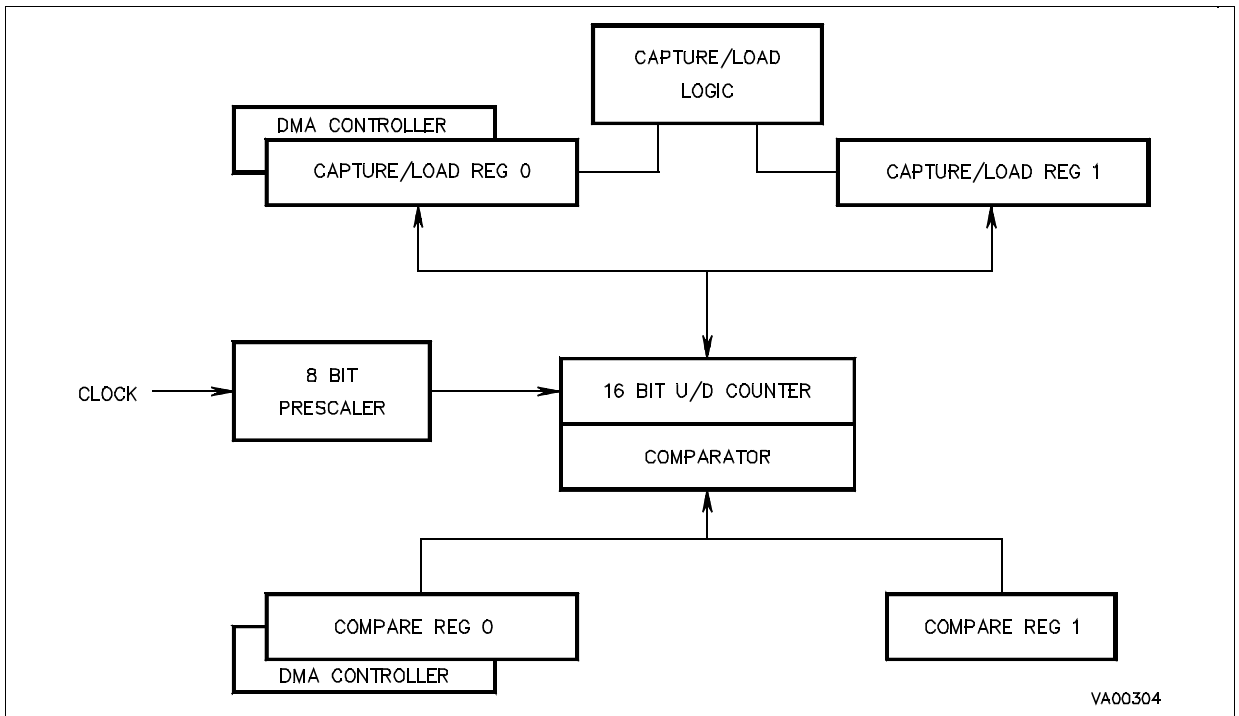 CAPTURE/LOAD
LOGIC
DMA CONTROLLER
CAPTURE/LOAD REG 0
CAPTURE/LOAD REG 1
CLOCK
8 BIT
PRESCALER
16 BIT U/D COUNTER
COMPARATOR
COMPARE REG 0
COMPARE REG 1
DMA CONTROLLER
VA00304